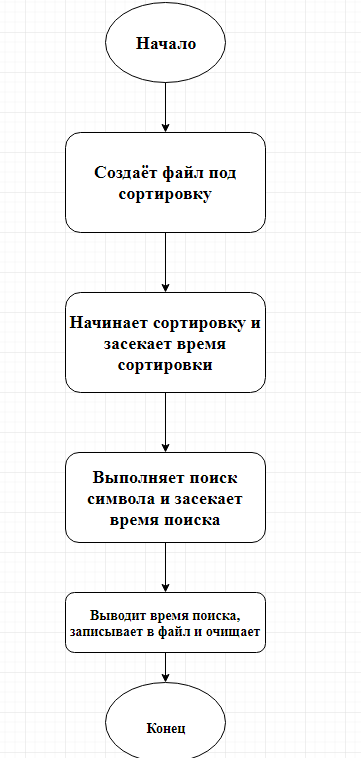 Начало
Создаёт файл под
сортировку
Начинает сортировку и
засекает время
сортировки
Выполняет поиск
символа и засекает
время поиска
Выводит время поиска,
записывает в файл и очищает
Конец